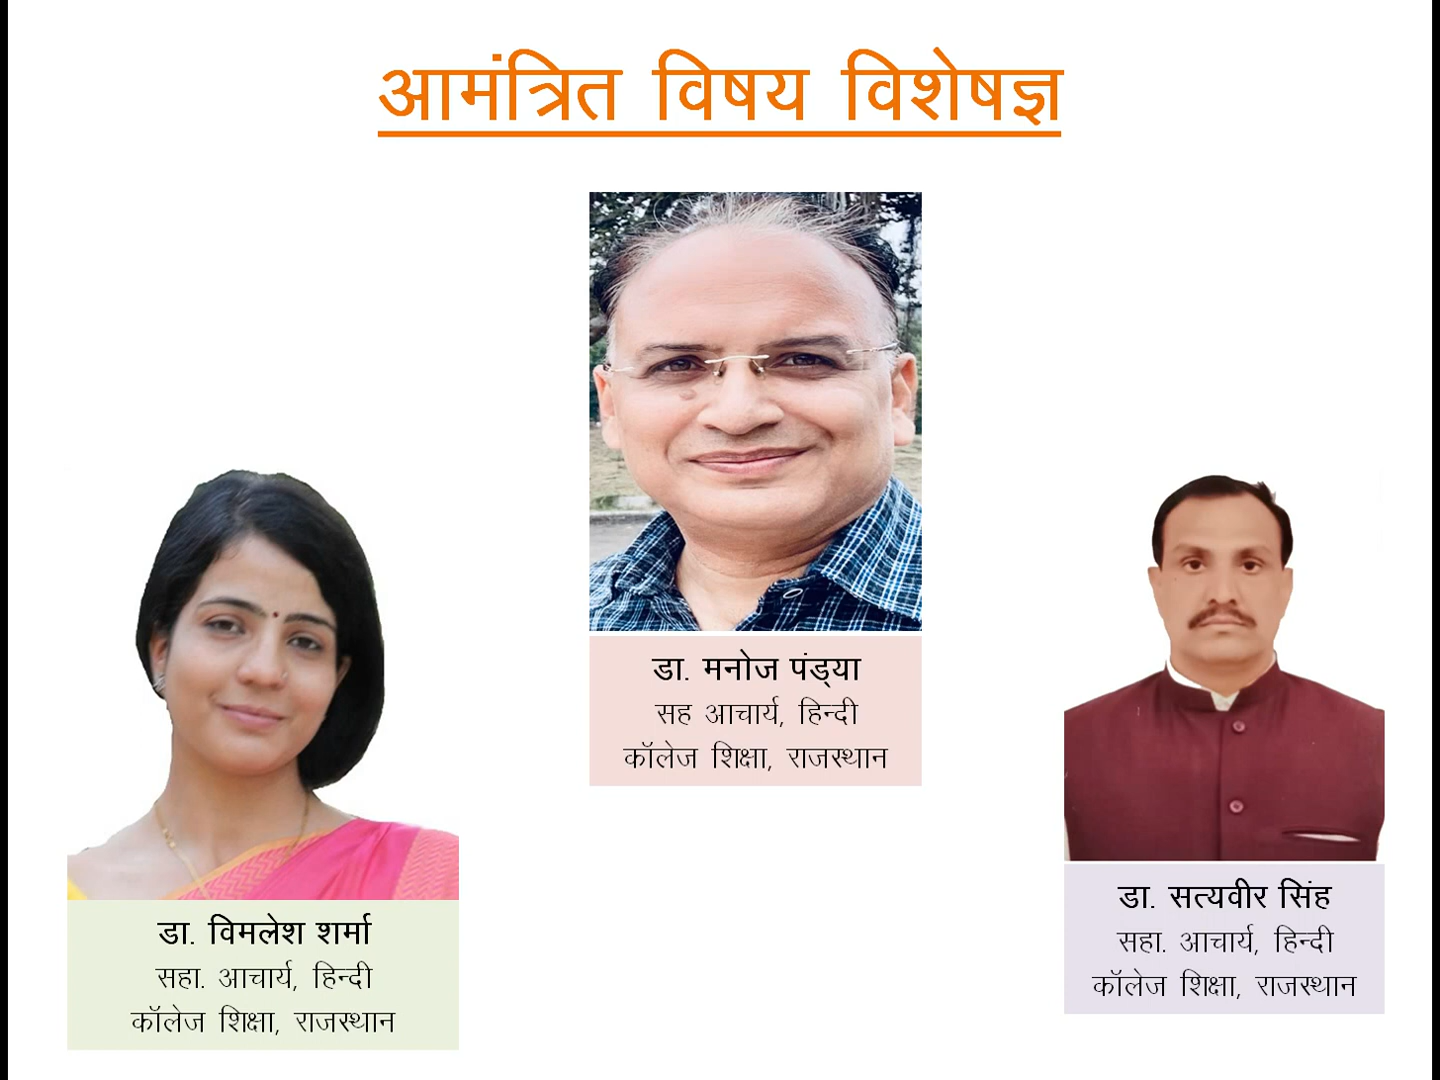 आमंत्रित विषय विशेषज्ञ
डा. मनोज पंड्‌या
सह आचार्य, हिन्दी
कॉलेज शिक्षा, राजस्थान
डा. विमलेश शर्मा
सहा. आचार्य, हिन्दी
कॉलेज शिक्षा, राजस्थान
डा. सत्यवीर सिंह
सहा. आचार्य, हिन्दी
कॉलेज शिक्षा, राजस्थान